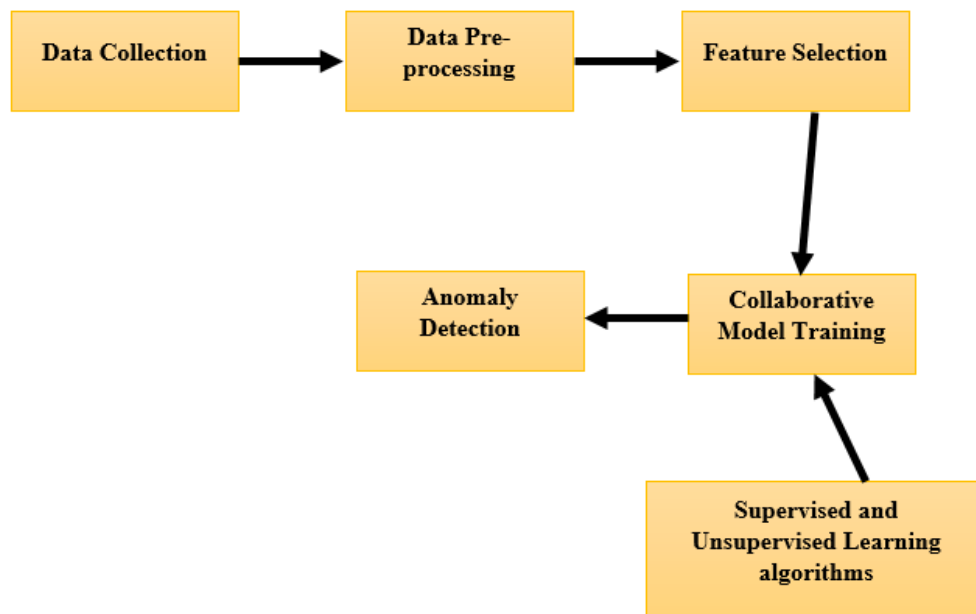 Data Collection
Data Pre-
processing
Feature Selection
Anomaly
Detection
Collaborative
Model Training
Supervised and
Unsupervised Learning
algorithms